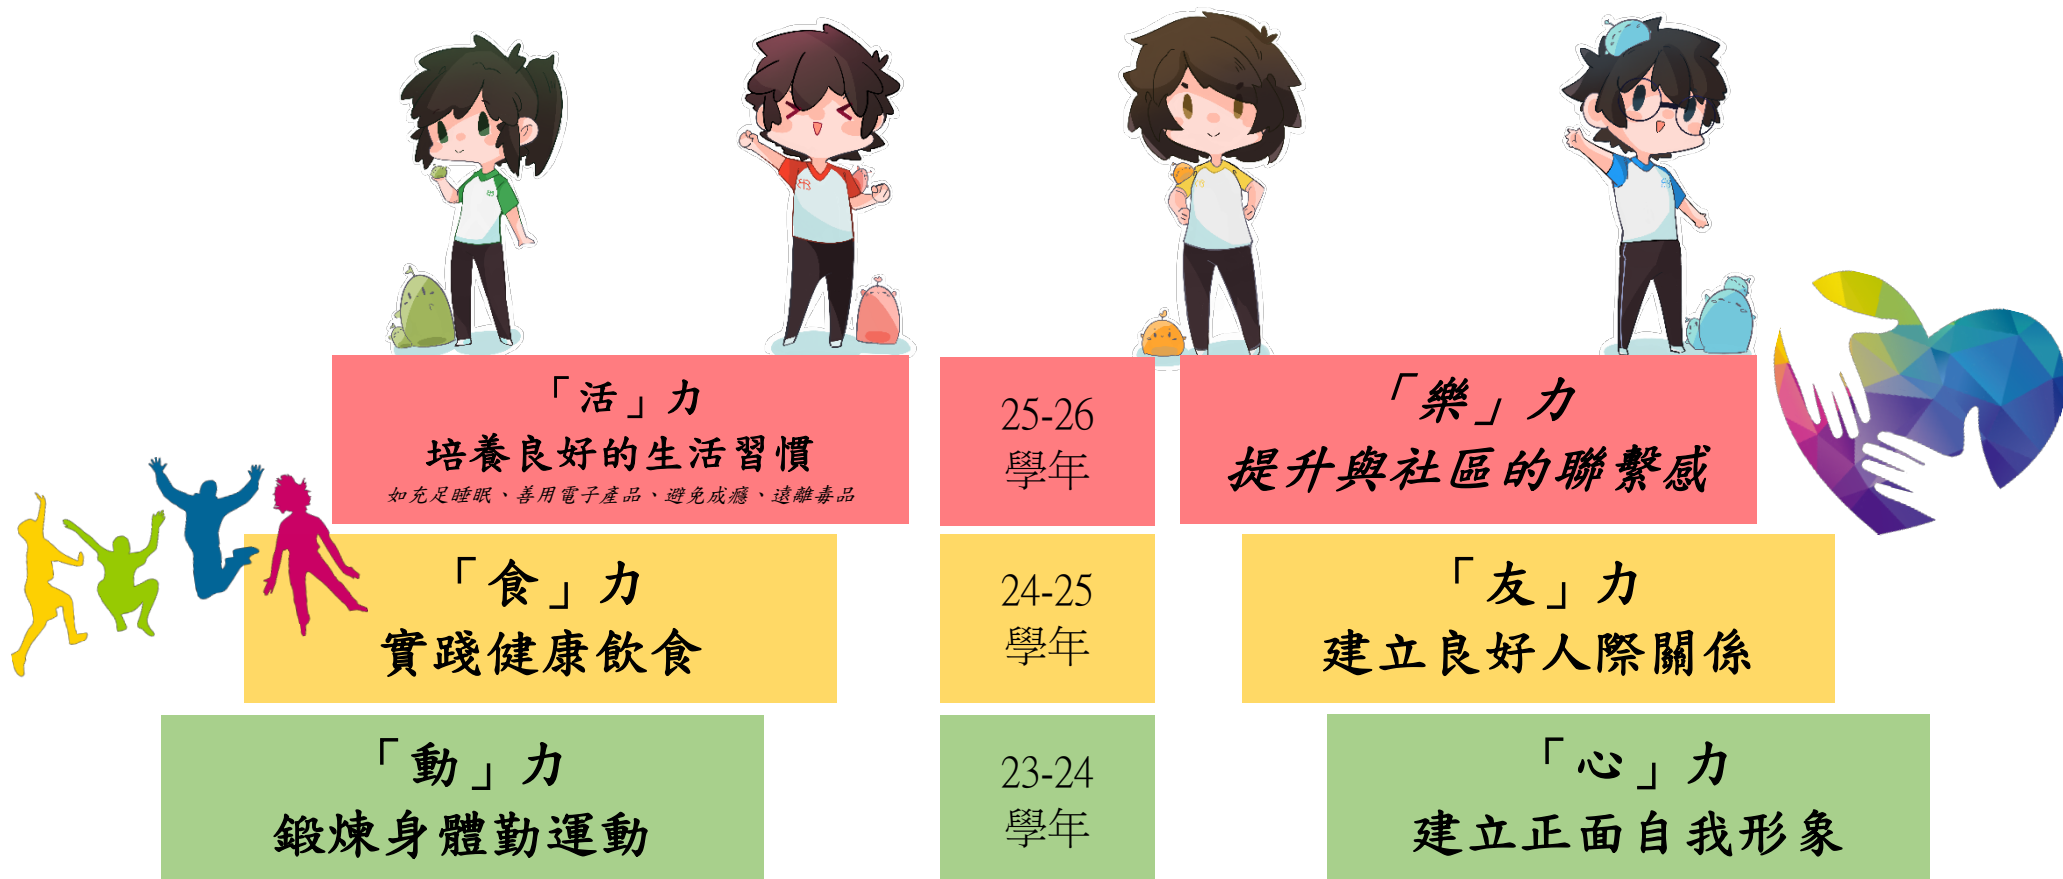 「活」力
培養良好的生活習慣
如充足睡眠、善用電子產品、避免成癮、遠離毒品
25-26
學年
「樂」力
提升與社區的聯繫感
「食」力
實踐健康飲食
24-25
學年
「友」力
建立良好人際關係
「動」力
鍛煉身體勤運動
23-24
學年
「心」力
建立正面自我形象